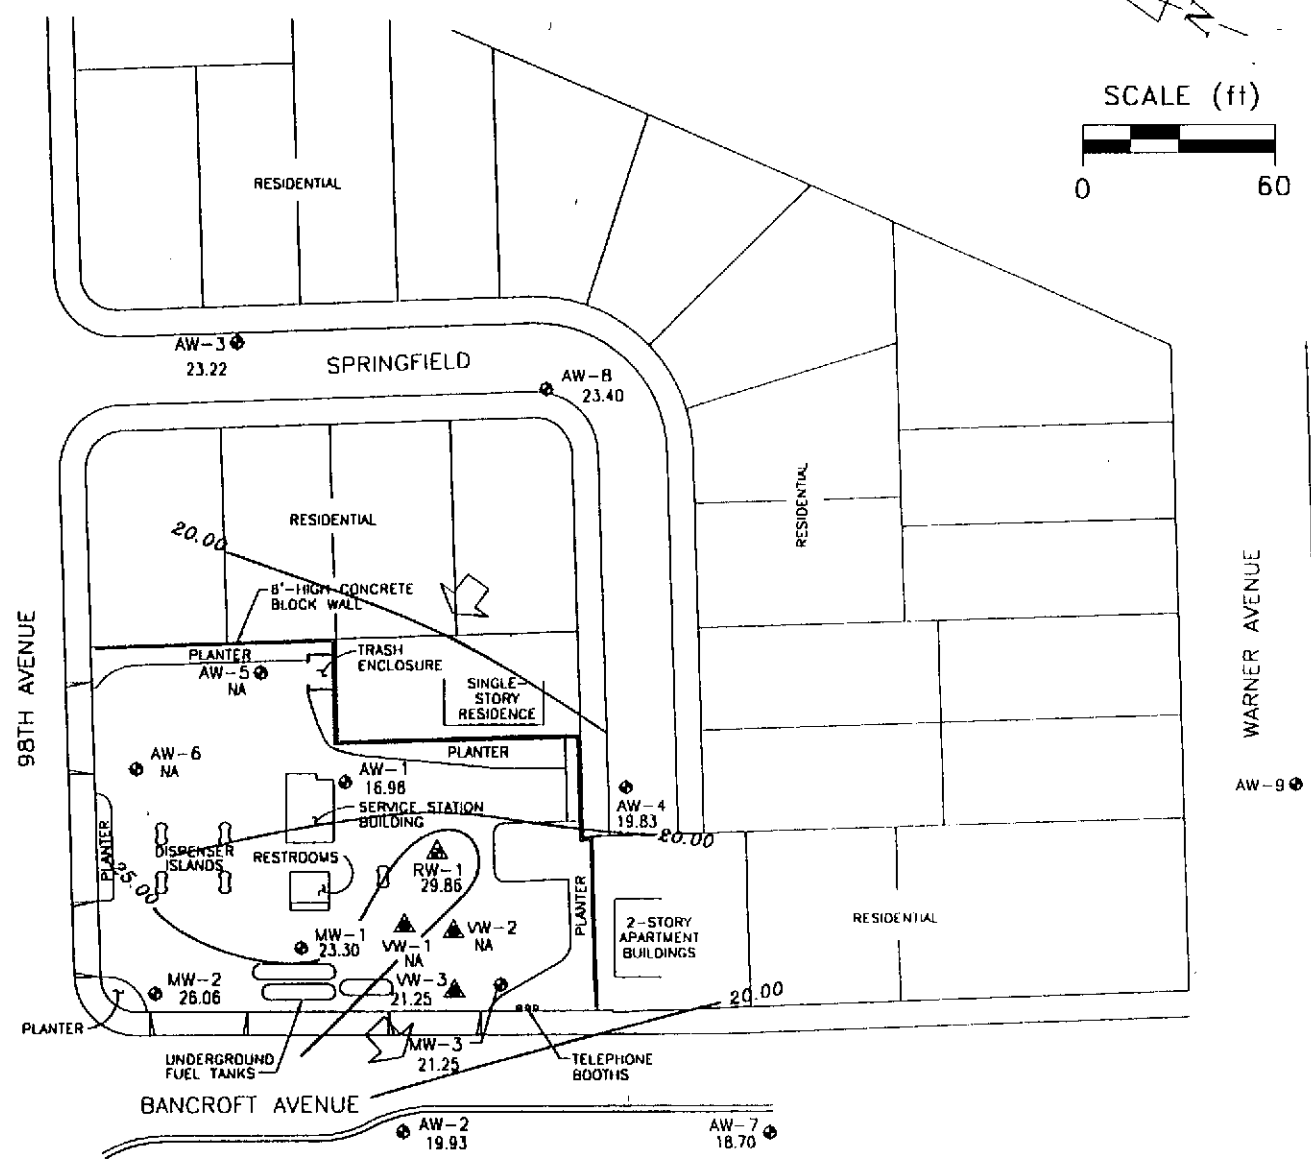 N
SCALE (ft)
0 60
RESIDENTIAL
AW-3
23.22
SPRINGFIELD
AW-8
23.40
RESIDENTIAL
RESIDENTIAL
20.00
8'-HIGH CONCRETE
BLOCK WALL
98TH AVENUE
PLANTER
AW-5
NA
TRASH
ENCLOSURE
SINGLE-
STORY
RESIDENCE
PLANTER
WARNER AVENUE
AW-6
NA
AW-1
16.98
SERVICE STATION
BUILDING
AW-4
19.83
AW-9
20.00
PLANTER
DISPENSER
ISLANDS
RESTROOMS
RW-1
29.86
25.00
PLANTER
2-STORY
APARTMENT
BUILDINGS
RESIDENTIAL
MW-1
23.30
VW-1
NA
VW-2
NA
MW-2
26.06
VW-3
21.25
20.00
PLANTER
UNDERGROUND
FUEL TANKS
MW-3
21.25
TELEPHONE
BOOTHS
BANCROFT AVENUE
AW-2
19.93
AW-7
18.70